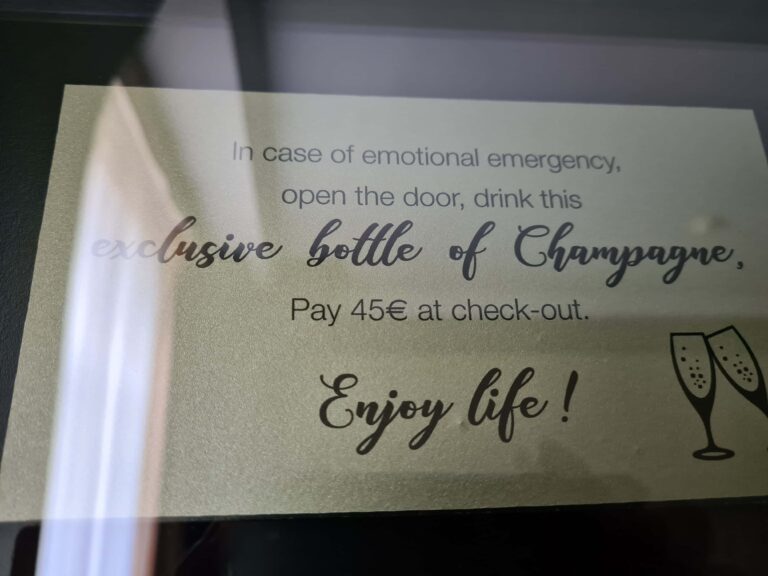 In case of emotional emergency,
open the door, drink this
exclusive bottle of Champagne,
Pay 45€ at check-out.
Enjoy life !